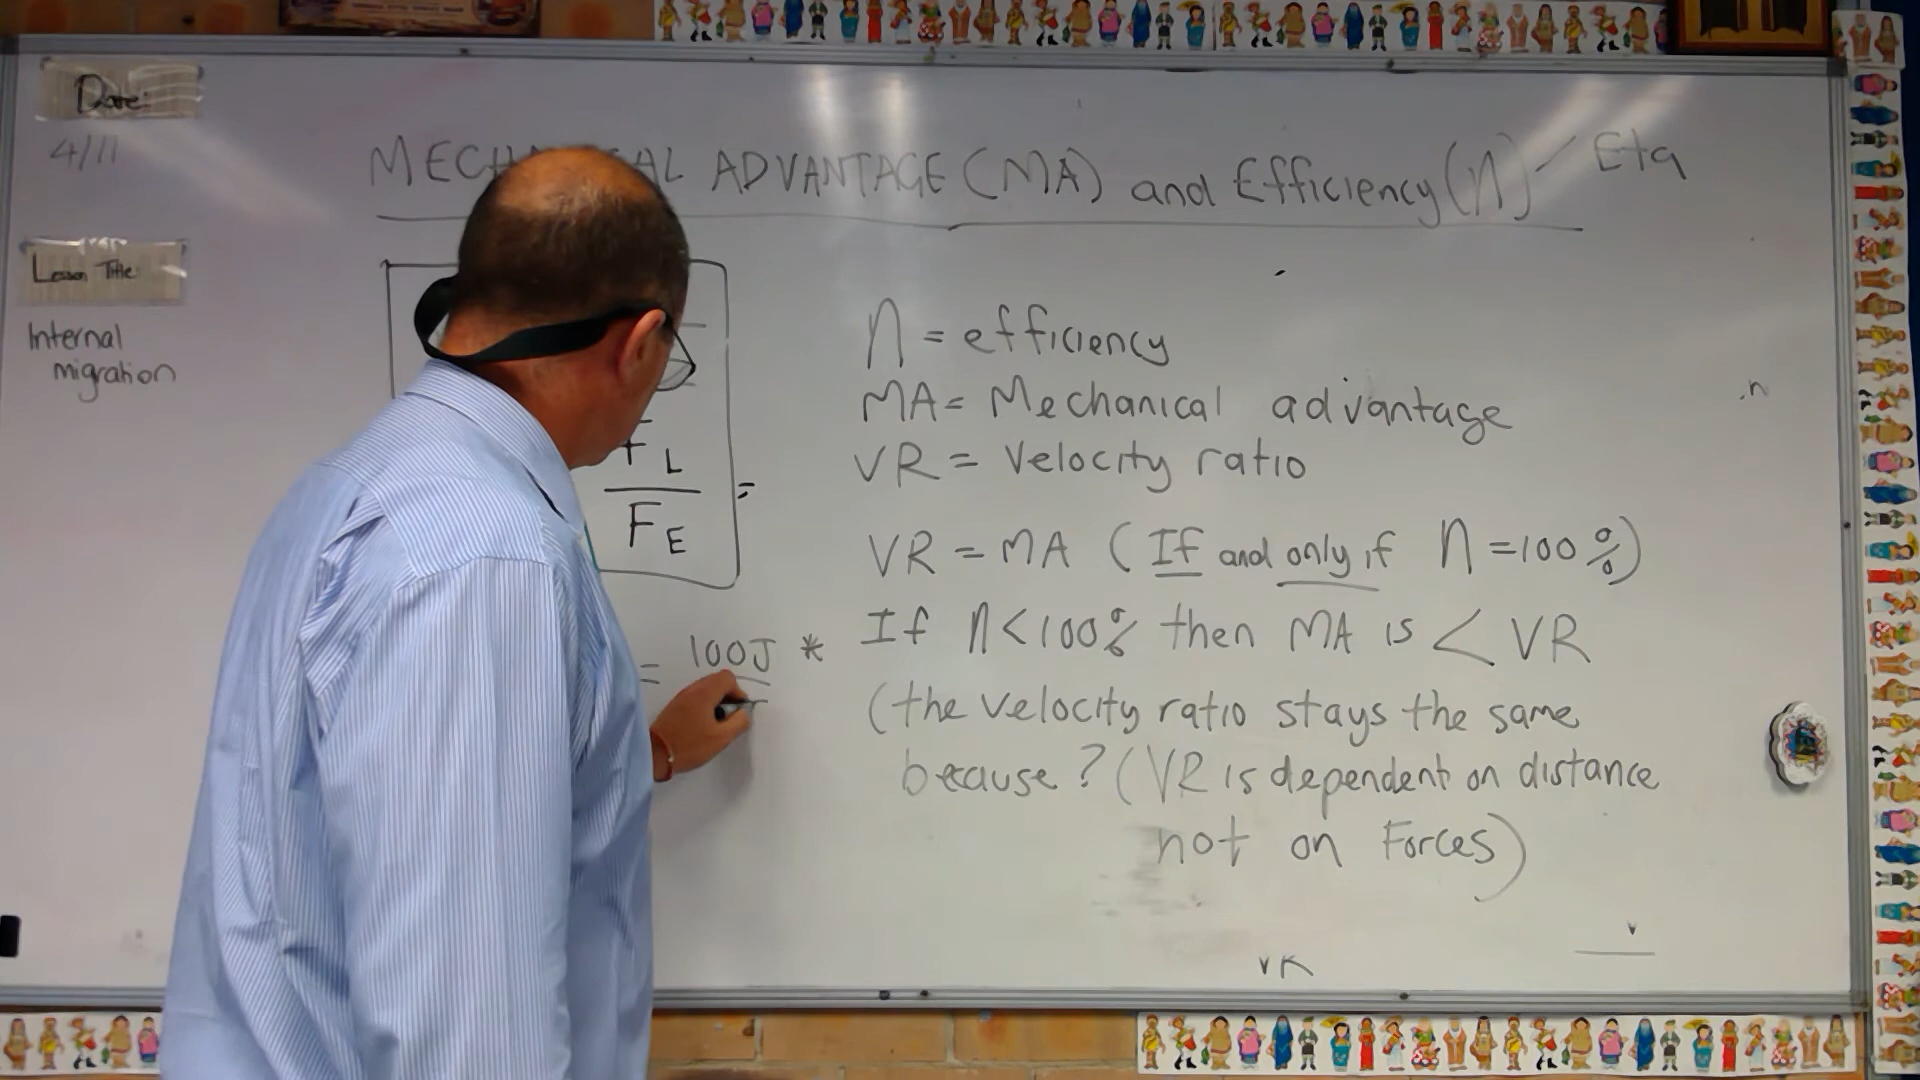 Date:
4/11
MECH AL ADVANTAGE (MA) and Efficiency (n) - Eta
Lesson Title:
Internal
migration
n = efficiency
MA = Mechanical advantage
VR = Velocity ratio
F L
F E
=
VR = MA (If and only if n = 100%)
= 100J *
If n < 100% then MA is < VR
(the velocity ratio stays the same
because? (VR is dependent on distance
not on Forces)
.n